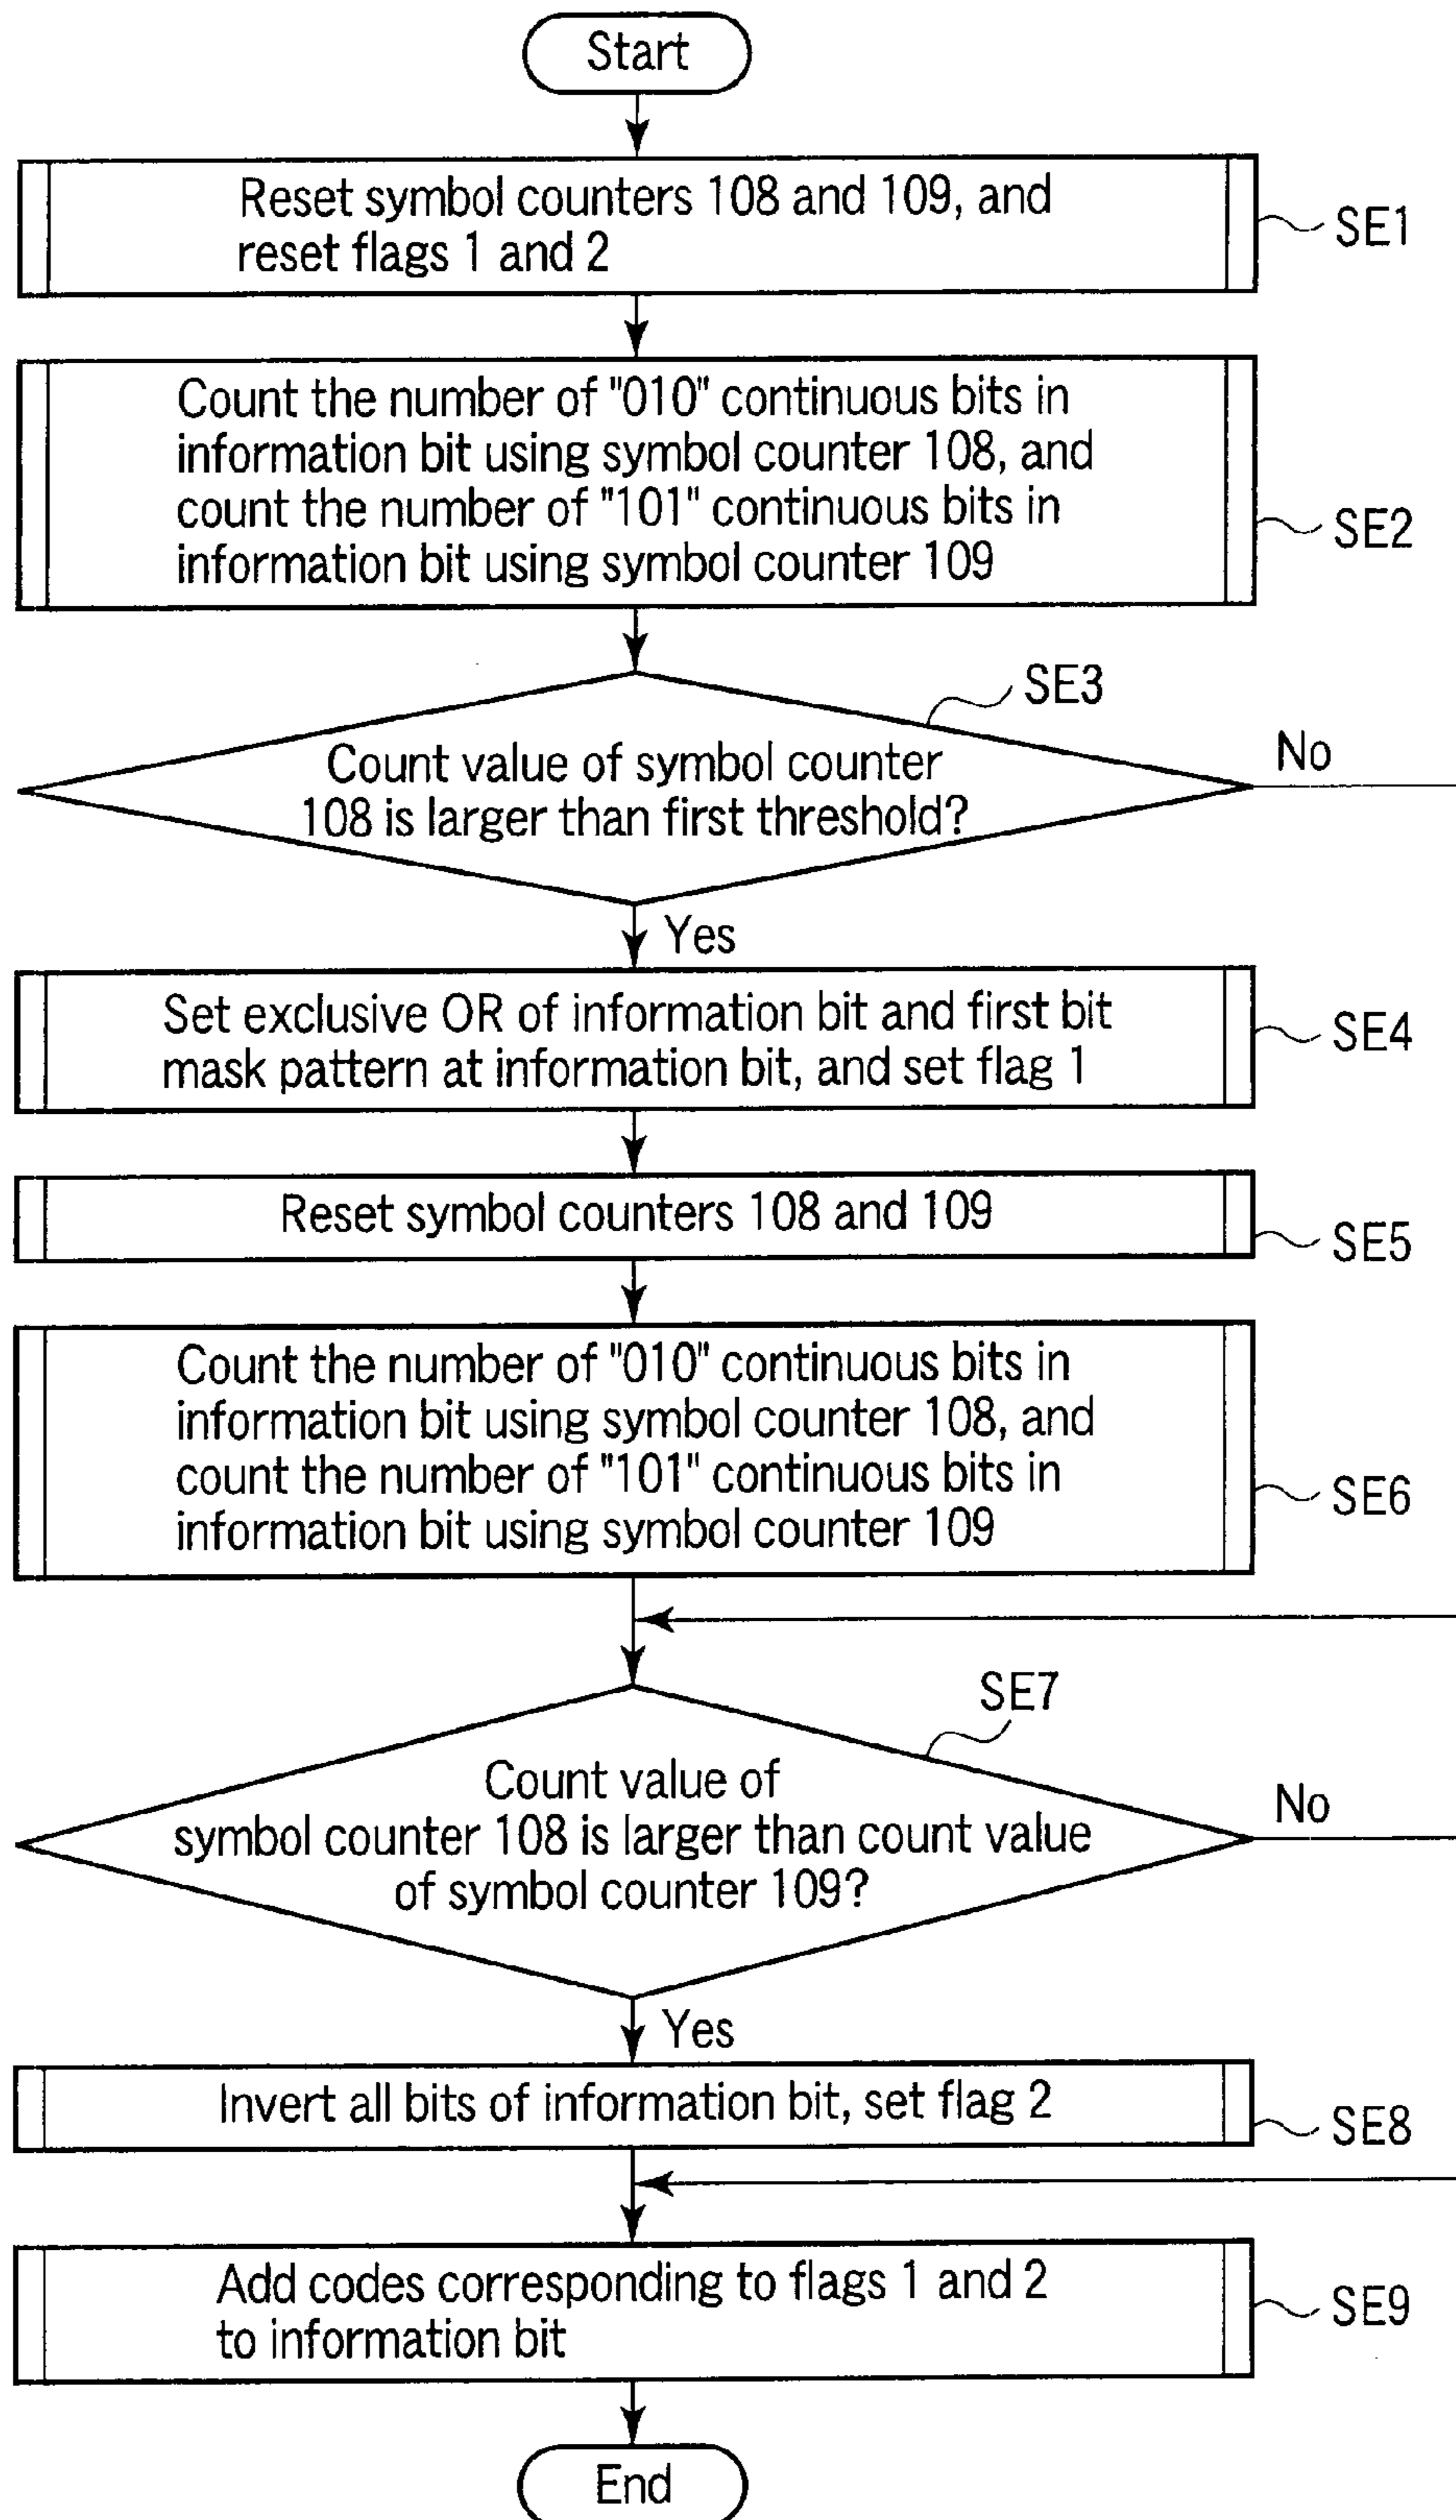 Start
Reset symbol counters 108 and 109, and
reset flags 1 and 2
SE1
Count the number of "010" continuous bits in
information bit using symbol counter 108, and
count the number of "101" continuous bits in
information bit using symbol counter 109
SE2
SE3
Count value of symbol counter
108 is larger than first threshold?
No
Yes
Set exclusive OR of information bit and first bit
mask pattern at information bit, and set flag 1
SE4
Reset symbol counters 108 and 109
SE5
Count the number of "010" continuous bits in
information bit using symbol counter 108, and
count the number of "101" continuous bits in
information bit using symbol counter 109
SE6
SE7
Count value of
symbol counter 108 is larger than count value
of symbol counter 109?
No
Yes
Invert all bits of information bit, set flag 2
SE8
Add codes corresponding to flags 1 and 2
to information bit
SE9
End